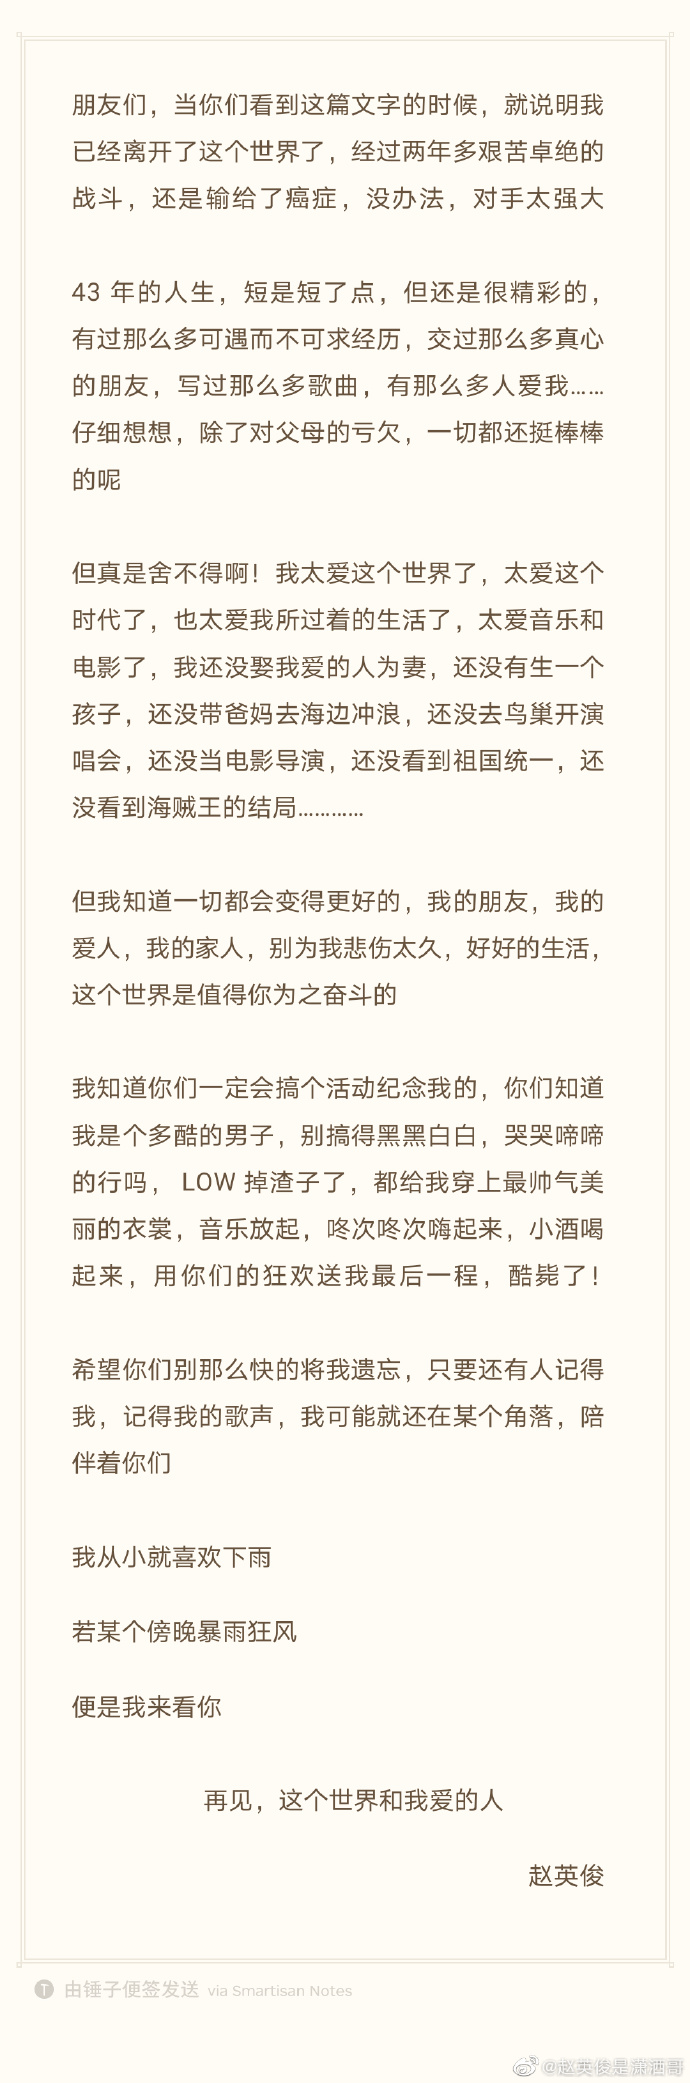 朋友们，当你们看到这篇文字的时候，就说明我
已经离开了这个世界了，经过两年多艰苦卓绝的
战斗，还是输给了癌症，没办法，对手太强大
43 年的人生，短是短了点，但还是很精彩的，
有过那么多可遇而不可求经历，交过那么多真心
的朋友，写过那么多歌曲，有那么多人爱我……
仔细想想，除了对父母的亏欠，一切都还挺棒棒
的呢
但真是舍不得啊！我太爱这个世界了，太爱这个
时代了，也太爱我所过着的生活了，太爱音乐和
电影了，我还没娶我爱的人为妻，还没有生一个
孩子，还没带爸妈去海边冲浪，还没去鸟巢开演
唱会，还没当电影导演，还没看到祖国统一，还
没看到海贼王的结局…………
但我知道一切都会变得更好的，我的朋友，我的
爱人，我的家人，别为我悲伤太久，好好的生活，
这个世界是值得你为之奋斗的
我知道你们一定会搞个活动纪念我的，你们知道
我是个多酷的男子，别搞得黑黑白白，哭哭啼啼
的行吗， LOW 掉渣子了，都给我穿上最帅气美
丽的衣裳，音乐放起，咚次咚次嗨起来，小酒喝
起来，用你们的狂欢送我最后一程，酷毙了！
希望你们别那么快的将我遗忘，只要还有人记得
我，记得我的歌声，我可能就还在某个角落，陪
伴着你们
我从小就喜欢下雨
若某个傍晚暴雨狂风
便是我来看你
再见，这个世界和我爱的人
赵英俊
T 由锤子便签发送 via Smartisan Notes
@赵英俊是潇洒哥